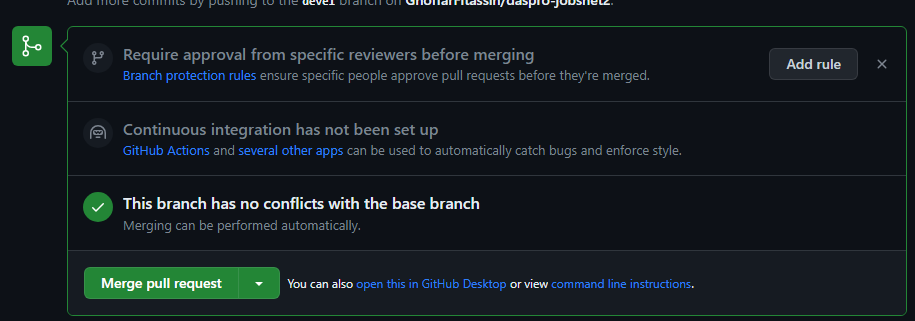 Add more commits by pushing to the devel branch on GhoffarFitassin/daspro-jobsnet2.
Require approval from specific reviewers before merging
Branch protection rules ensure specific people approve pull requests before they're merged.
Add rule
Continuous integration has not been set up
GitHub Actions and several other apps can be used to automatically catch bugs and enforce style.
This branch has no conflicts with the base branch
Merging can be performed automatically.
Merge pull request
You can also open this in GitHub Desktop or view command line instructions.